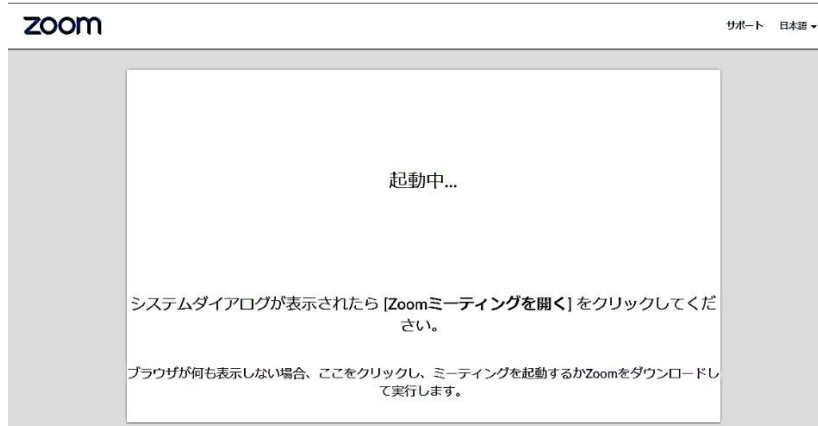 zoom
サポート 日本語
起動中...
システムダイアログが表示されたら [Zoomミーティングを開く] をクリックしてくだ
さい。
ブラウザが何も表示しない場合、ここをクリックし、ミーティングを起動するかZoomをダウンロードし
て実行します。